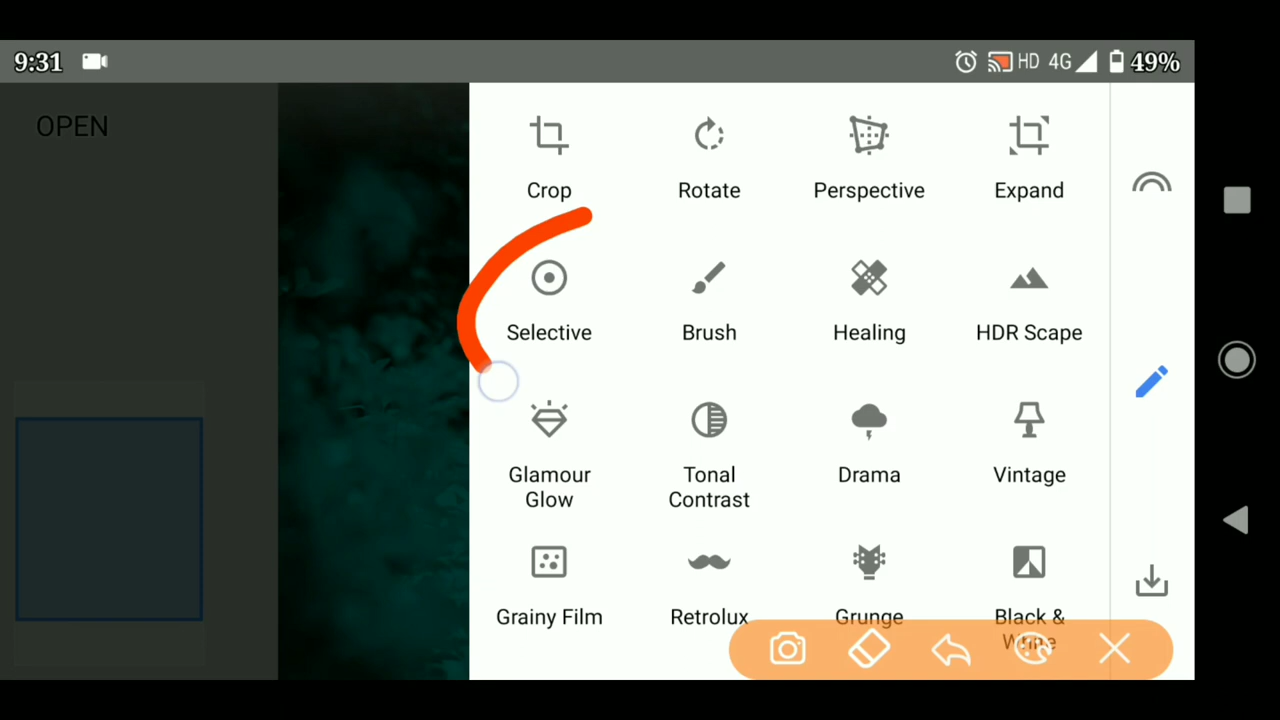 9:31
HD 4G 49%
OPEN
Crop Rotate Perspective Expand
Selective Brush Healing HDR Scape
Glamour Glow Tonal Contrast Drama Vintage
Grainy Film Retrolux Grunge Black & White